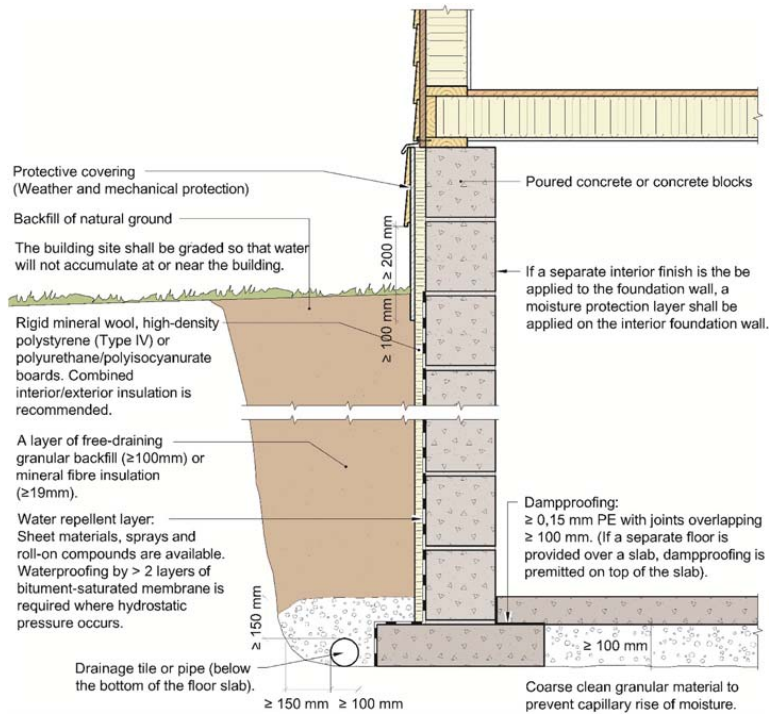 Protective covering
(Weather and mechanical protection)
Backfill of natural ground
The building site shall be graded so that water
will not accumulate at or near the building.
≥ 200 mm
≥ 100 mm
Rigid mineral wool, high-density
polystyrene (Type IV) or
polyurethane/polyisocyanurate
boards. Combined
interior/exterior insulation is
recommended.
A layer of free-draining
granular backfill (≥100mm) or
mineral fibre insulation
(≥19mm).
Water repellent layer:
Sheet materials, sprays and
roll-on compounds are available.
Waterproofing by > 2 layers of
bitument-saturated membrane is
required where hydrostatic
pressure occurs.
≥ 150 mm
Drainage tile or pipe (below
the bottom of the floor slab).
≥ 150 mm
≥ 100 mm
Poured concrete or concrete blocks
If a separate interior finish is the be
applied to the foundation wall, a
moisture protection layer shall be
applied on the interior foundation wall.
Dampproofing:
≥ 0,15 mm PE with joints overlapping
≥ 100 mm. (If a separate floor is
provided over a slab, dampproofing is
premitted on top of the slab).
≥ 100 mm
Coarse clean granular material to
prevent capillary rise of moisture.